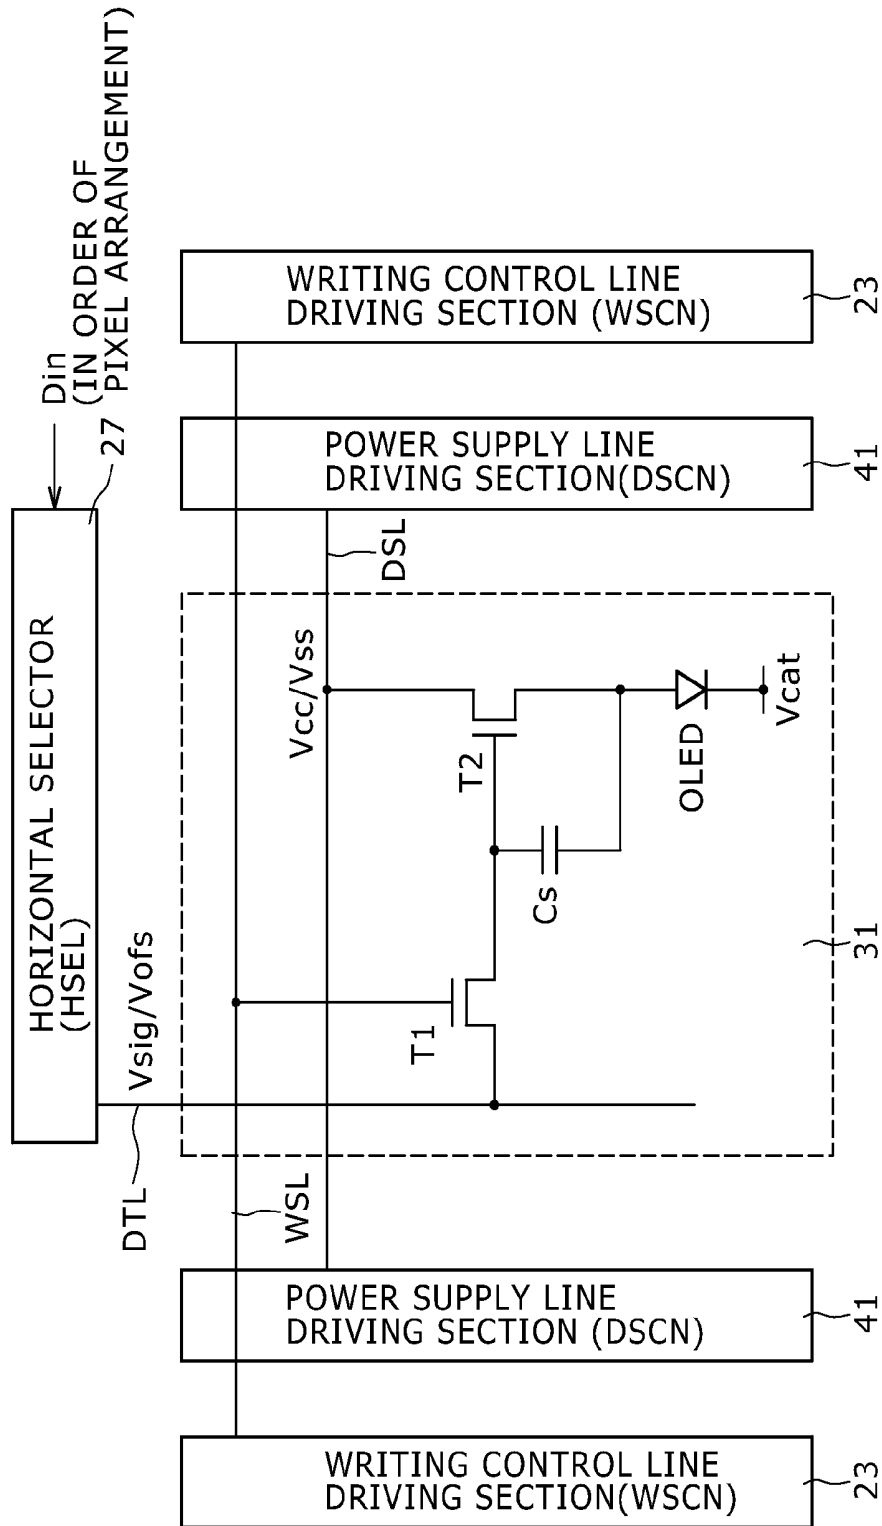 Din
(IN ORDER OF
PIXEL ARRANGEMENT)
27
HORIZONTAL SELECTOR
(HSEL)
Vsig/Vofs
DTL
WSL
DSL
WRITING CONTROL LINE
DRIVING SECTION (WSCN)
23
POWER SUPPLY LINE
DRIVING SECTION(DSCN)
41
Vcc/Vss
T1
T2
Cs
OLED
Vcat
31
POWER SUPPLY LINE
DRIVING SECTION (DSCN)
41
WRITING CONTROL LINE
DRIVING SECTION(WSCN)
23